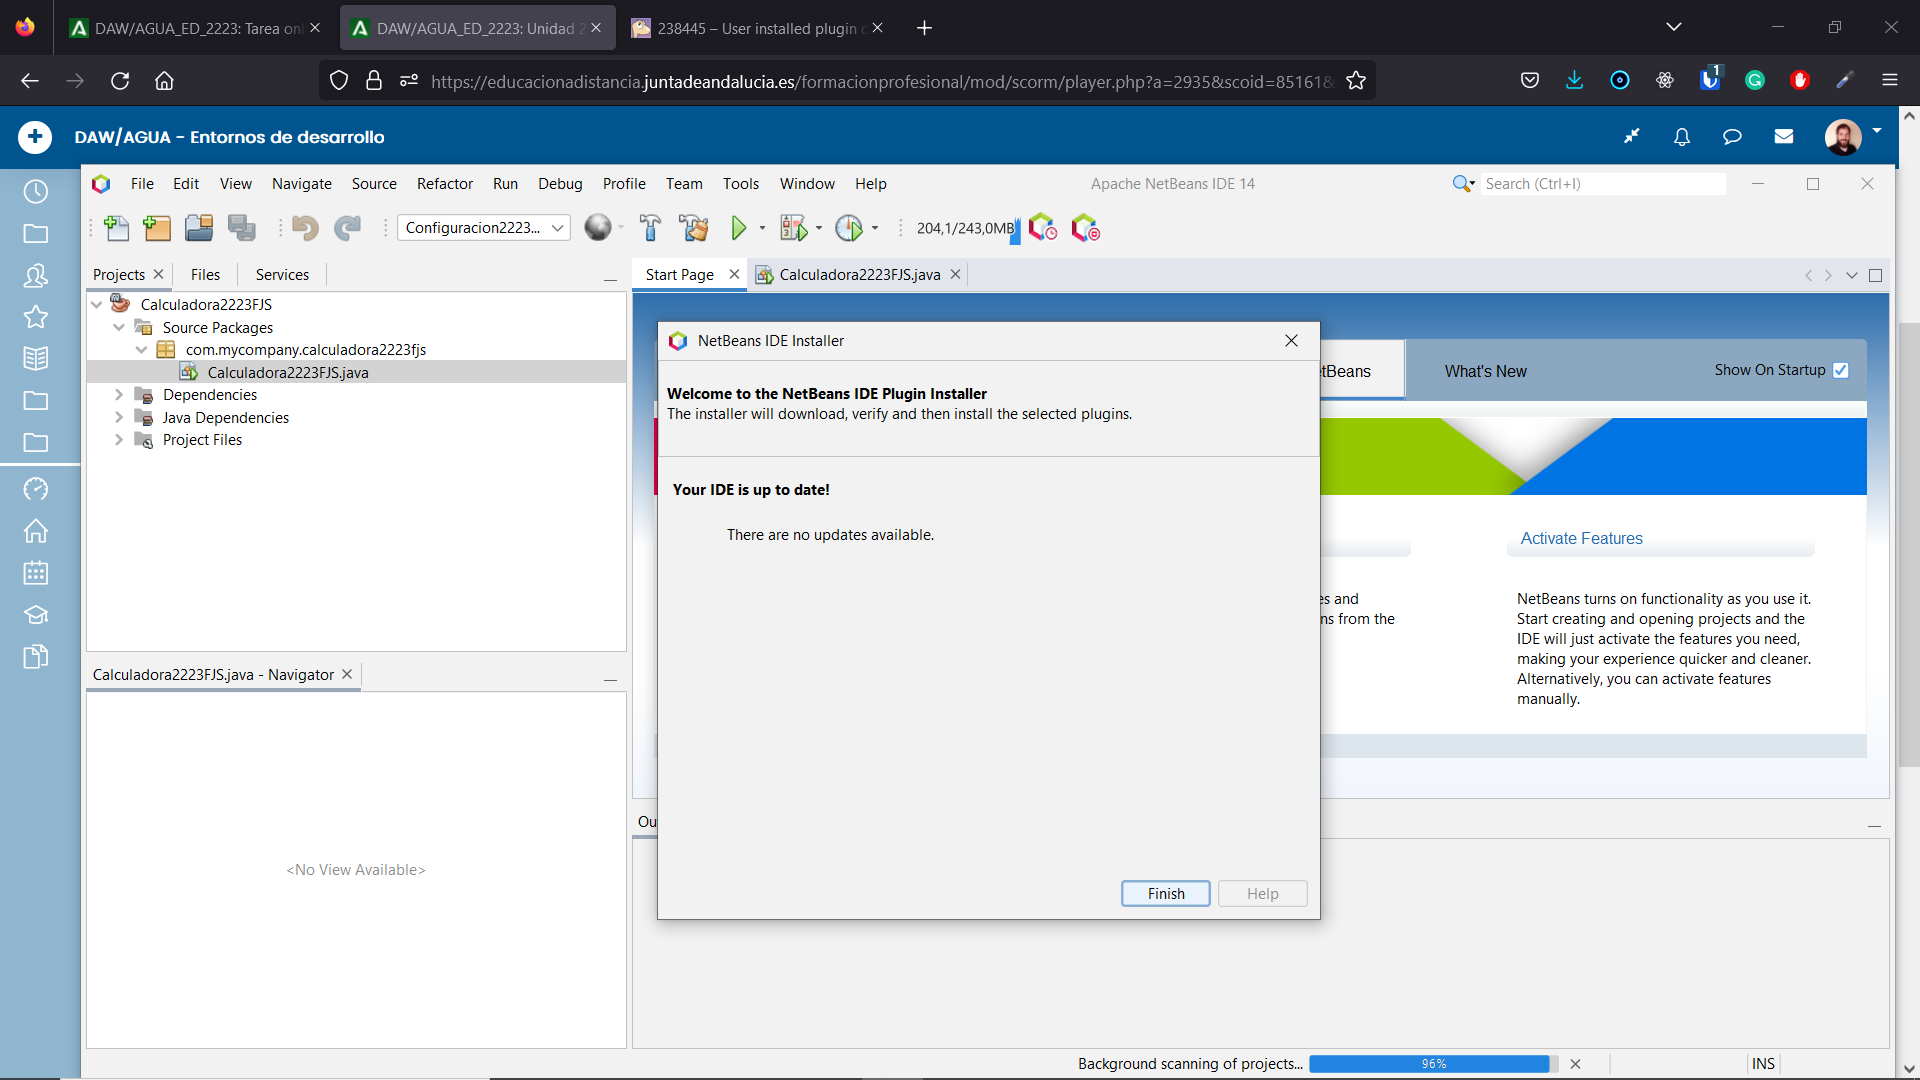 DAW/AGUA_ED_2223: Tarea onl
DAW/AGUA_ED_2223: Unidad 2
238445 – User installed plugin c
https://educacionadistancia.juntadeandalucia.es/formacionprofesional/mod/scorm/player.php?a=2935&scoid=85161&
1
DAW/AGUA - Entornos de desarrollo
File Edit View Navigate Source Refactor Run Debug Profile Team Tools Window Help
Apache NetBeans IDE 14
Search (Ctrl+I)
Configuracion2223...
204,1/243,0MB
Projects Files Services
Start Page Calculadora2223FJS.java
Calculadora2223FJS
Source Packages
com.mycompany.calculadora2223fjs
Calculadora2223FJS.java
Dependencies
Java Dependencies
Project Files
NetBeans IDE Installer
Welcome to the NetBeans IDE Plugin Installer
The installer will download, verify and then install the selected plugins.
Your IDE is up to date!
There are no updates available.
Finish Help
tBeans
What's New
Show On Startup
Activate Features
es and
ns from the
NetBeans turns on functionality as you use it.
Start creating and opening projects and the
IDE will just activate the features you need,
making your experience quicker and cleaner.
Alternatively, you can activate features
manually.
Calculadora2223FJS.java - Navigator
<No View Available>
Ou
Background scanning of projects...
96%
INS